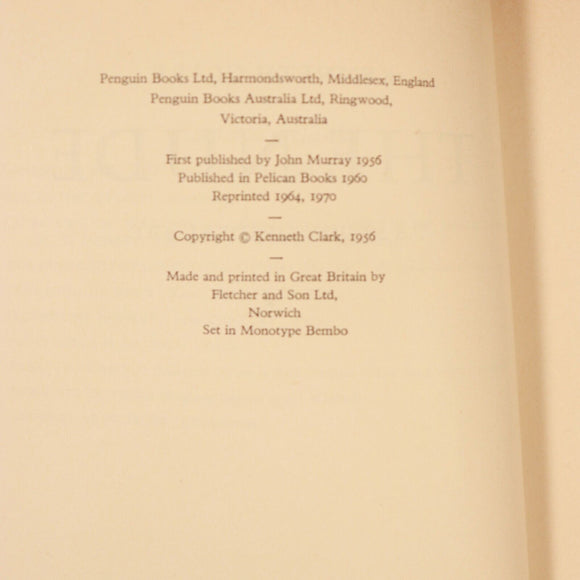 Penguin Books Ltd, Harmondsworth, Middlesex, England
Penguin Books Australia Ltd, Ringwood,
Victoria, Australia
—
First published by John Murray 1956
Published in Pelican Books 1960
Reprinted 1964, 1970
—
Copyright © Kenneth Clark, 1956
—
Made and printed in Great Britain by
Fletcher and Son Ltd,
Norwich
Set in Monotype Bembo